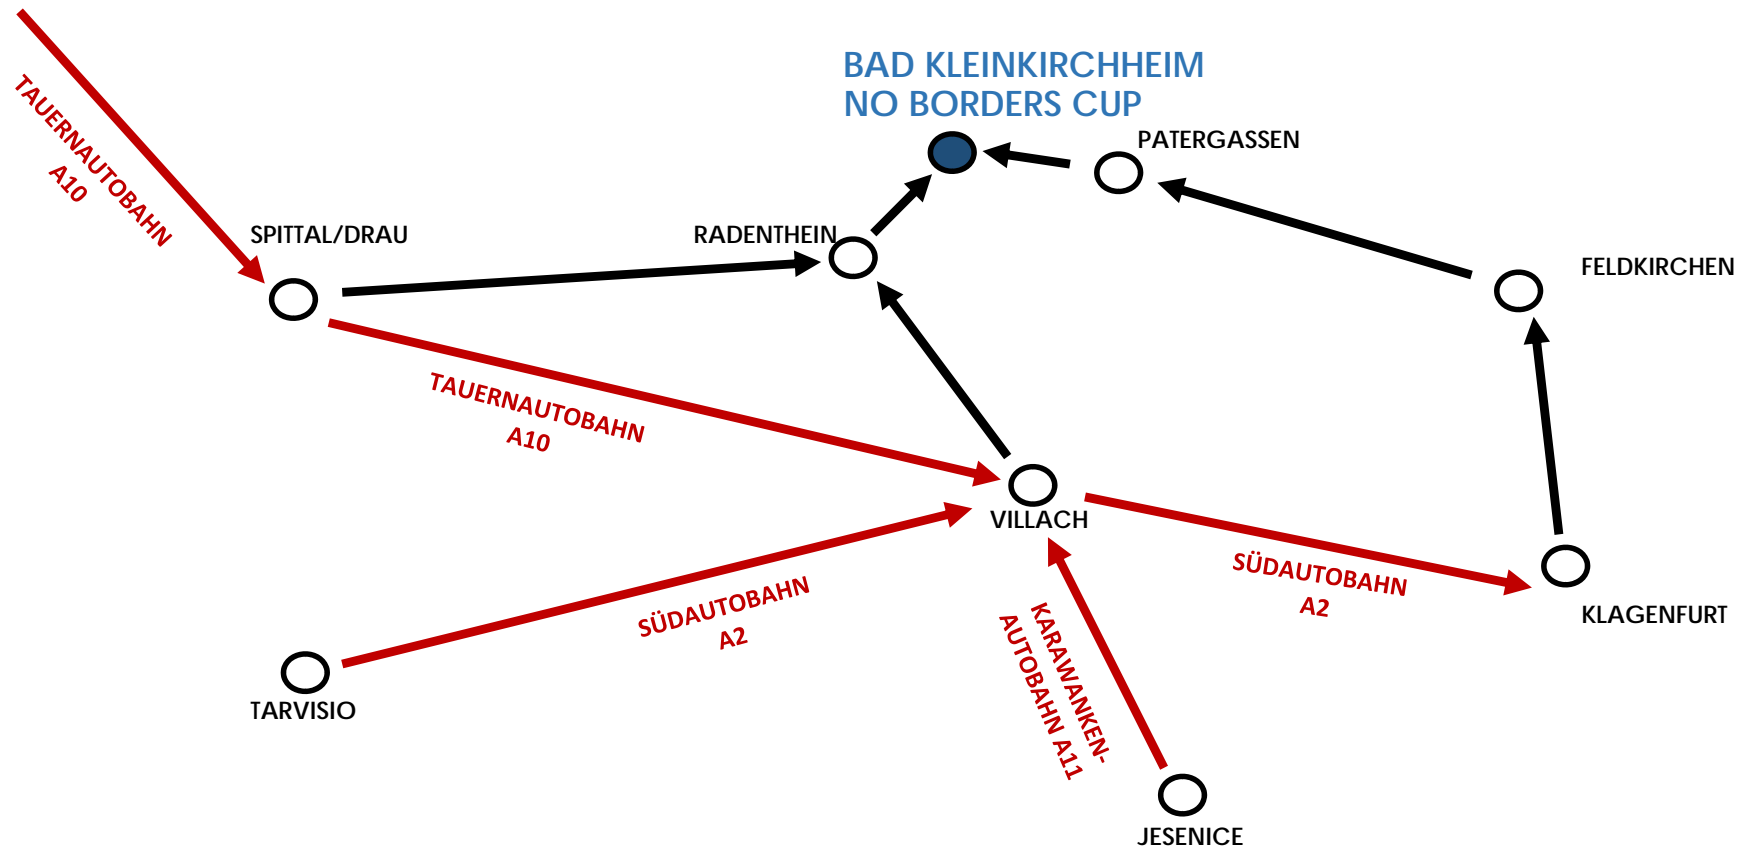 BAD KLEINKIRCHHEIM
NO BORDERS CUP
TAUERNAUTOBAHN
A10
PATERGASSEN
SPITTAL/DRAU
RADENTHEIN
FELDKIRCHEN
TAUERNAUTOBAHN
A10
VILLACH
SÜDAUTOBAHN
A2
SÜDAUTOBAHN
A2
KLAGENFURT
KARAWANKEN-
AUTOBAHN A11
TARVISIO
JESENICE